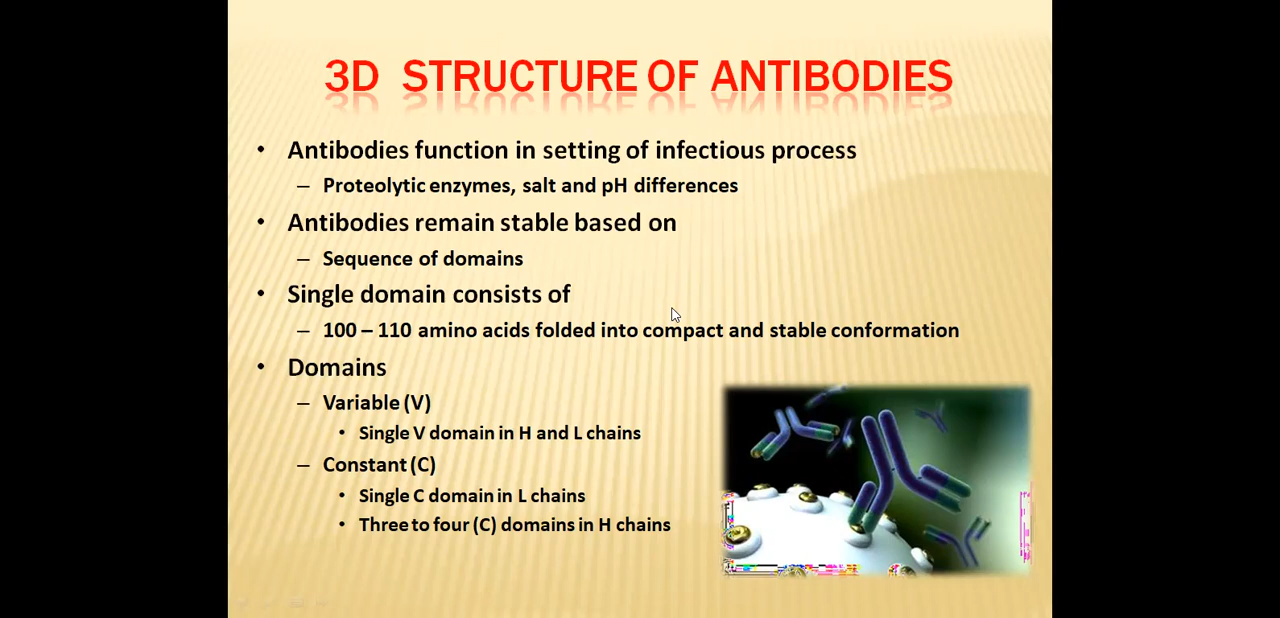 3D STRUCTURE OF ANTIBODIES
• Antibodies function in setting of infectious process
– Proteolytic enzymes, salt and pH differences
• Antibodies remain stable based on
– Sequence of domains
• Single domain consists of
– 100 – 110 amino acids folded into compact and stable conformation
• Domains
– Variable (V)
• Single V domain in H and L chains
– Constant (C)
• Single C domain in L chains
• Three to four (C) domains in H chains